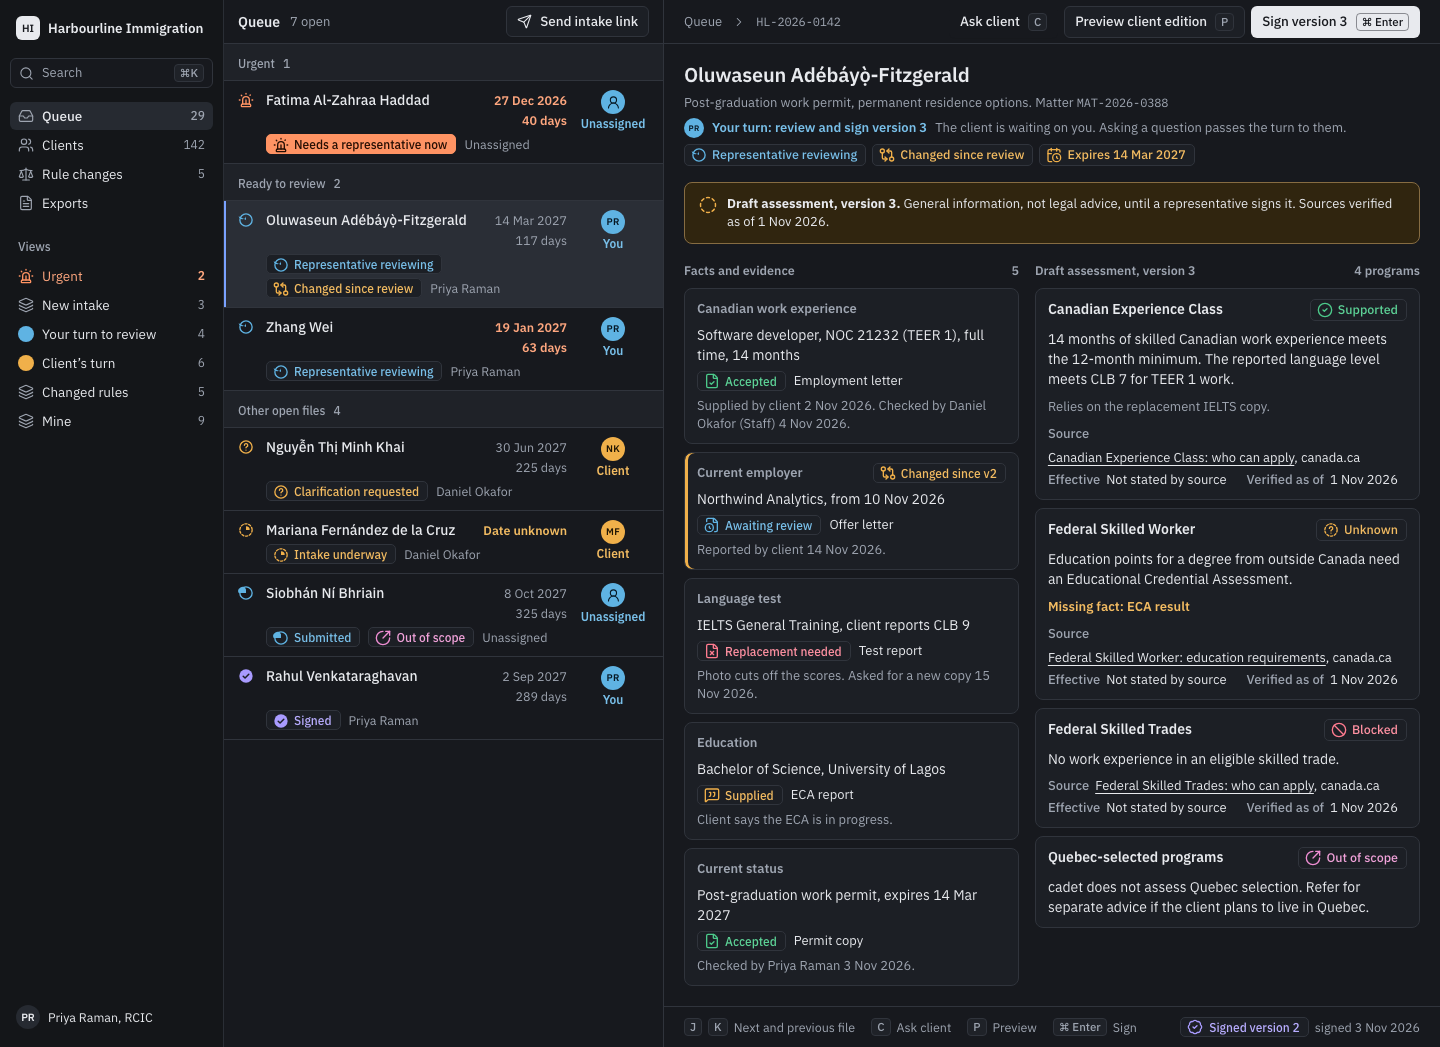 HI Harbourline Immigration
Search ⌘K
Queue 29
Clients 142
Rule changes 5
Exports
Views
Urgent 2
New intake 3
Your turn to review 4
Client’s turn 6
Changed rules 5
Mine 9
PR Priya Raman, RCIC
Queue 7 open
Send intake link
Urgent 1
Fatima Al-Zahraa Haddad
27 Dec 2026
40 days
Unassigned
Needs a representative now Unassigned
Ready to review 2
Oluwaseun Adébáyọ̀-Fitzgerald
14 Mar 2027
117 days
PR
You
Representative reviewing
Changed since review Priya Raman
Zhang Wei
19 Jan 2027
63 days
PR
You
Representative reviewing Priya Raman
Other open files 4
Nguyễn Thị Minh Khai
30 Jun 2027
225 days
NK
Client
Clarification requested Daniel Okafor
Mariana Fernández de la Cruz
Date unknown
MF
Client
Intake underway Daniel Okafor
Siobhán Ní Bhriain
8 Oct 2027
325 days
Unassigned
Submitted Out of scope Unassigned
Rahul Venkataraghavan
2 Sep 2027
289 days
PR
You
Signed Priya Raman
Queue HL-2026-0142
Ask client C
Preview client edition P
Sign version 3 ⌘ Enter
Oluwaseun Adébáyọ̀-Fitzgerald
Post-graduation work permit, permanent residence options. Matter MAT-2026-0388
PR Your turn: review and sign version 3 The client is waiting on you. Asking a question passes the turn to them.
Representative reviewing Changed since review Expires 14 Mar 2027
Draft assessment, version 3. General information, not legal advice, until a representative signs it. Sources verified
as of 1 Nov 2026.
Facts and evidence 5
Canadian work experience
Software developer, NOC 21232 (TEER 1), full
time, 14 months
Accepted Employment letter
Supplied by client 2 Nov 2026. Checked by Daniel
Okafor (Staff) 4 Nov 2026.
Current employer Changed since v2
Northwind Analytics, from 10 Nov 2026
Awaiting review Offer letter
Reported by client 14 Nov 2026.
Language test
IELTS General Training, client reports CLB 9
Replacement needed Test report
Photo cuts off the scores. Asked for a new copy 15
Nov 2026.
Education
Bachelor of Science, University of Lagos
Supplied ECA report
Client says the ECA is in progress.
Current status
Post-graduation work permit, expires 14 Mar
2027
Accepted Permit copy
Checked by Priya Raman 3 Nov 2026.
Draft assessment, version 3 4 programs
Canadian Experience Class Supported
14 months of skilled Canadian work experience meets
the 12-month minimum. The reported language level
meets CLB 7 for TEER 1 work.
Relies on the replacement IELTS copy.
Source
Canadian Experience Class: who can apply, canada.ca
Effective Not stated by source Verified as of 1 Nov 2026
Federal Skilled Worker Unknown
Education points for a degree from outside Canada need
an Educational Credential Assessment.
Missing fact: ECA result
Source
Federal Skilled Worker: education requirements, canada.ca
Effective Not stated by source Verified as of 1 Nov 2026
Federal Skilled Trades Blocked
No work experience in an eligible skilled trade.
Source Federal Skilled Trades: who can apply, canada.ca
Effective Not stated by source Verified as of 1 Nov 2026
Quebec-selected programs Out of scope
cadet does not assess Quebec selection. Refer for
separate advice if the client plans to live in Quebec.
J K Next and previous file C Ask client P Preview ⌘ Enter Sign
Signed version 2 signed 3 Nov 2026